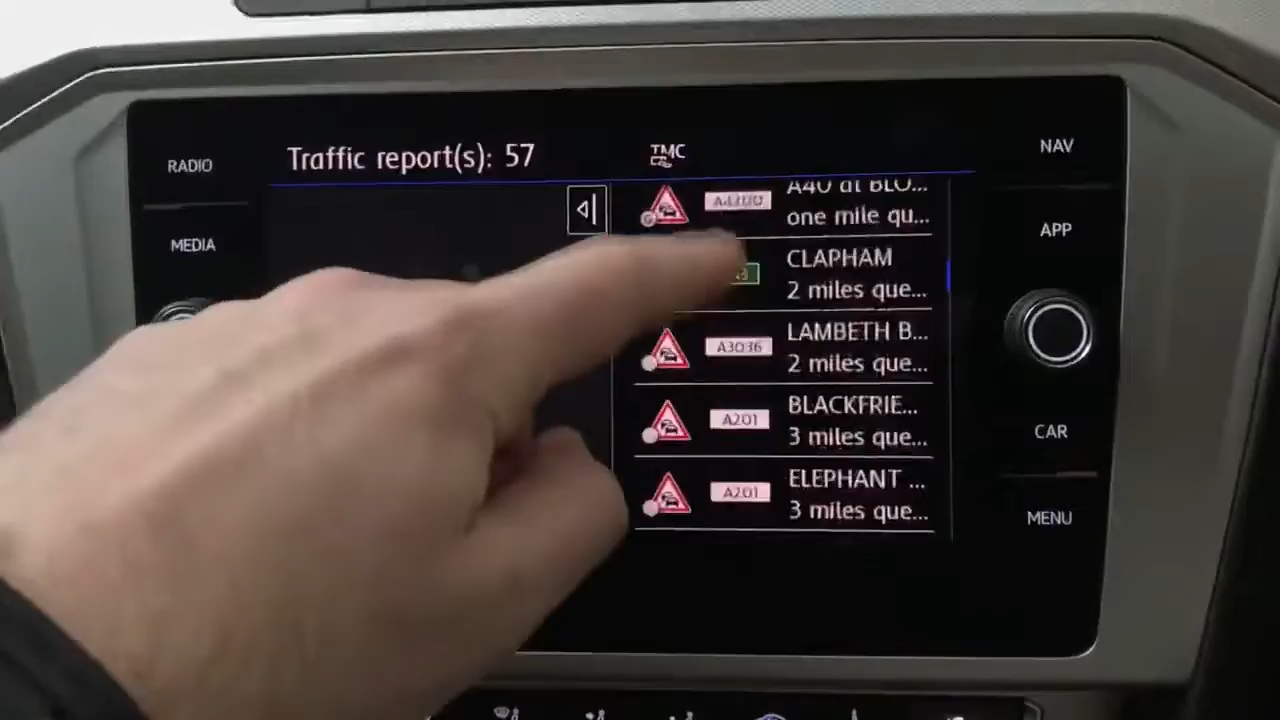 Traffic report(s): 57
TMC
RADIO
MEDIA
NAV
APP
CAR
MENU
A40 at BLO...
one mile qu...
CLAPHAM
2 miles que...
A3036
LAMBETH B...
2 miles que...
A201
BLACKFRIE...
3 miles que...
A201
ELEPHANT ...
3 miles que...